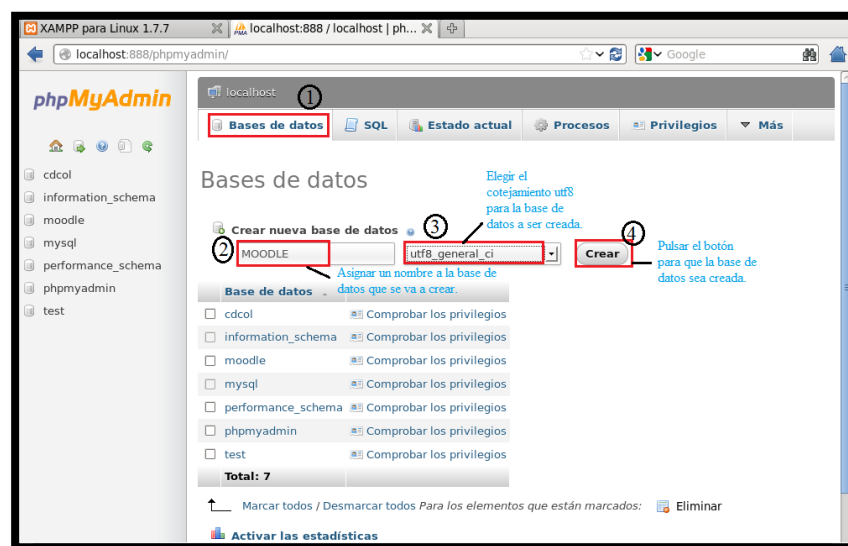 XAMPP para Linux 1.7.7
localhost:888 / localhost | ph...
localhost:888/phpmyadmin/
Google
phpMyAdmin
cdcol
information_schema
moodle
mysql
performance_schema
phpmyadmin
test
localhost
1
Bases de datos
SQL
Estado actual
Procesos
Privilegios
Más
Bases de datos
Elegir el
cotejamiento utf8
para la base de
datos a ser creada.
Crear nueva base de datos
3
4
2
MOODLE
utf8_general_ci
Crear
Pulsar el botón
para que la base de
datos sea creada.
Asignar un nombre a la base de
datos que se va a crear.
Base de datos
cdcol Comprobar los privilegios
information_schema Comprobar los privilegios
moodle Comprobar los privilegios
mysql Comprobar los privilegios
performance_schema Comprobar los privilegios
phpmyadmin Comprobar los privilegios
test Comprobar los privilegios
Total: 7
Marcar todos / Desmarcar todos Para los elementos que están marcados: Eliminar
Activar las estadísticas